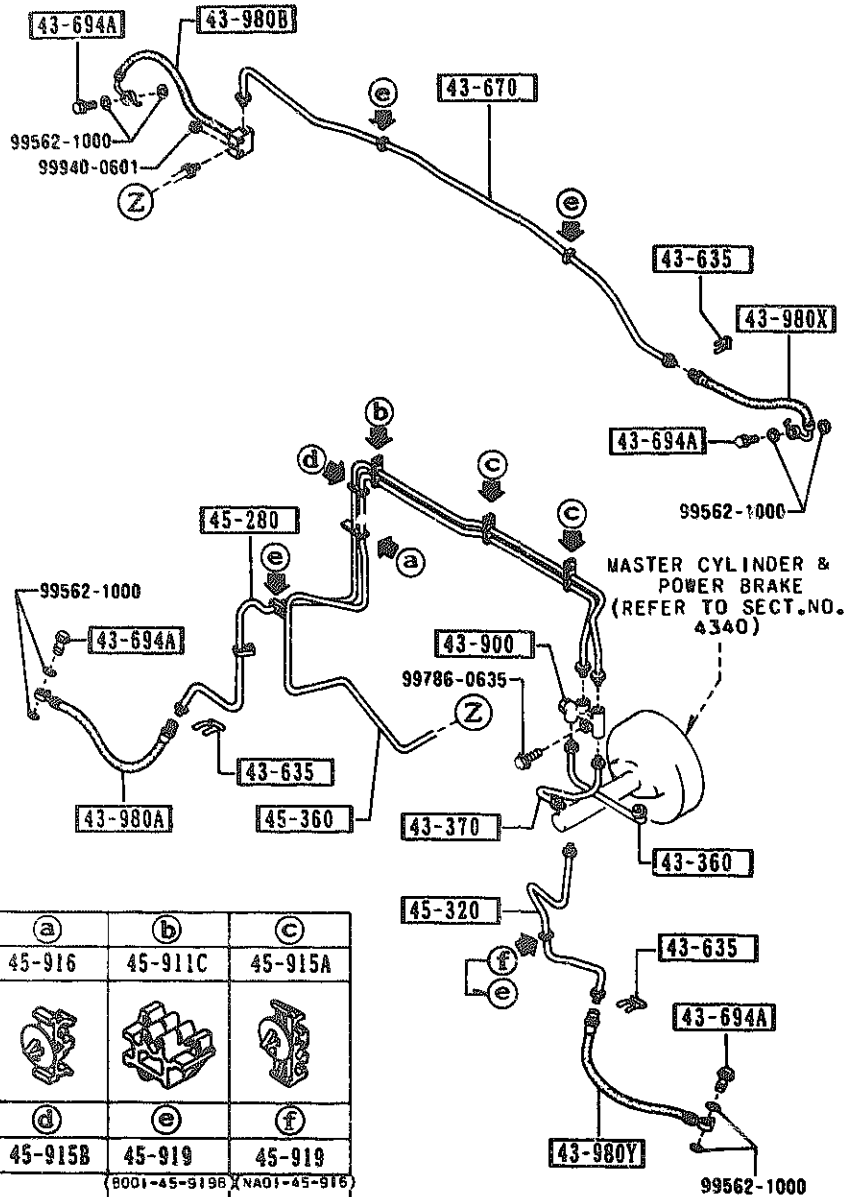 43-694A
43-980B
43-670
e
99562-1000
99940-0601
Z
e
43-635
43-980X
43-694A
99562-1000
b
d
c
45-280
c
e
a
99562-1000
43-694A
MASTER CYLINDER &
POWER BRAKE
(REFER TO SECT.NO.
4340)
43-900
99786-0635
Z
43-635
43-980A
45-360
43-370
43-360
45-320
f
e
43-635
43-694A
43-980Y
99562-1000
a b c
45-916 45-911C 45-915A
d e f
45-915B 45-919 45-919
(B001-45-919B)(NA01-45-916)